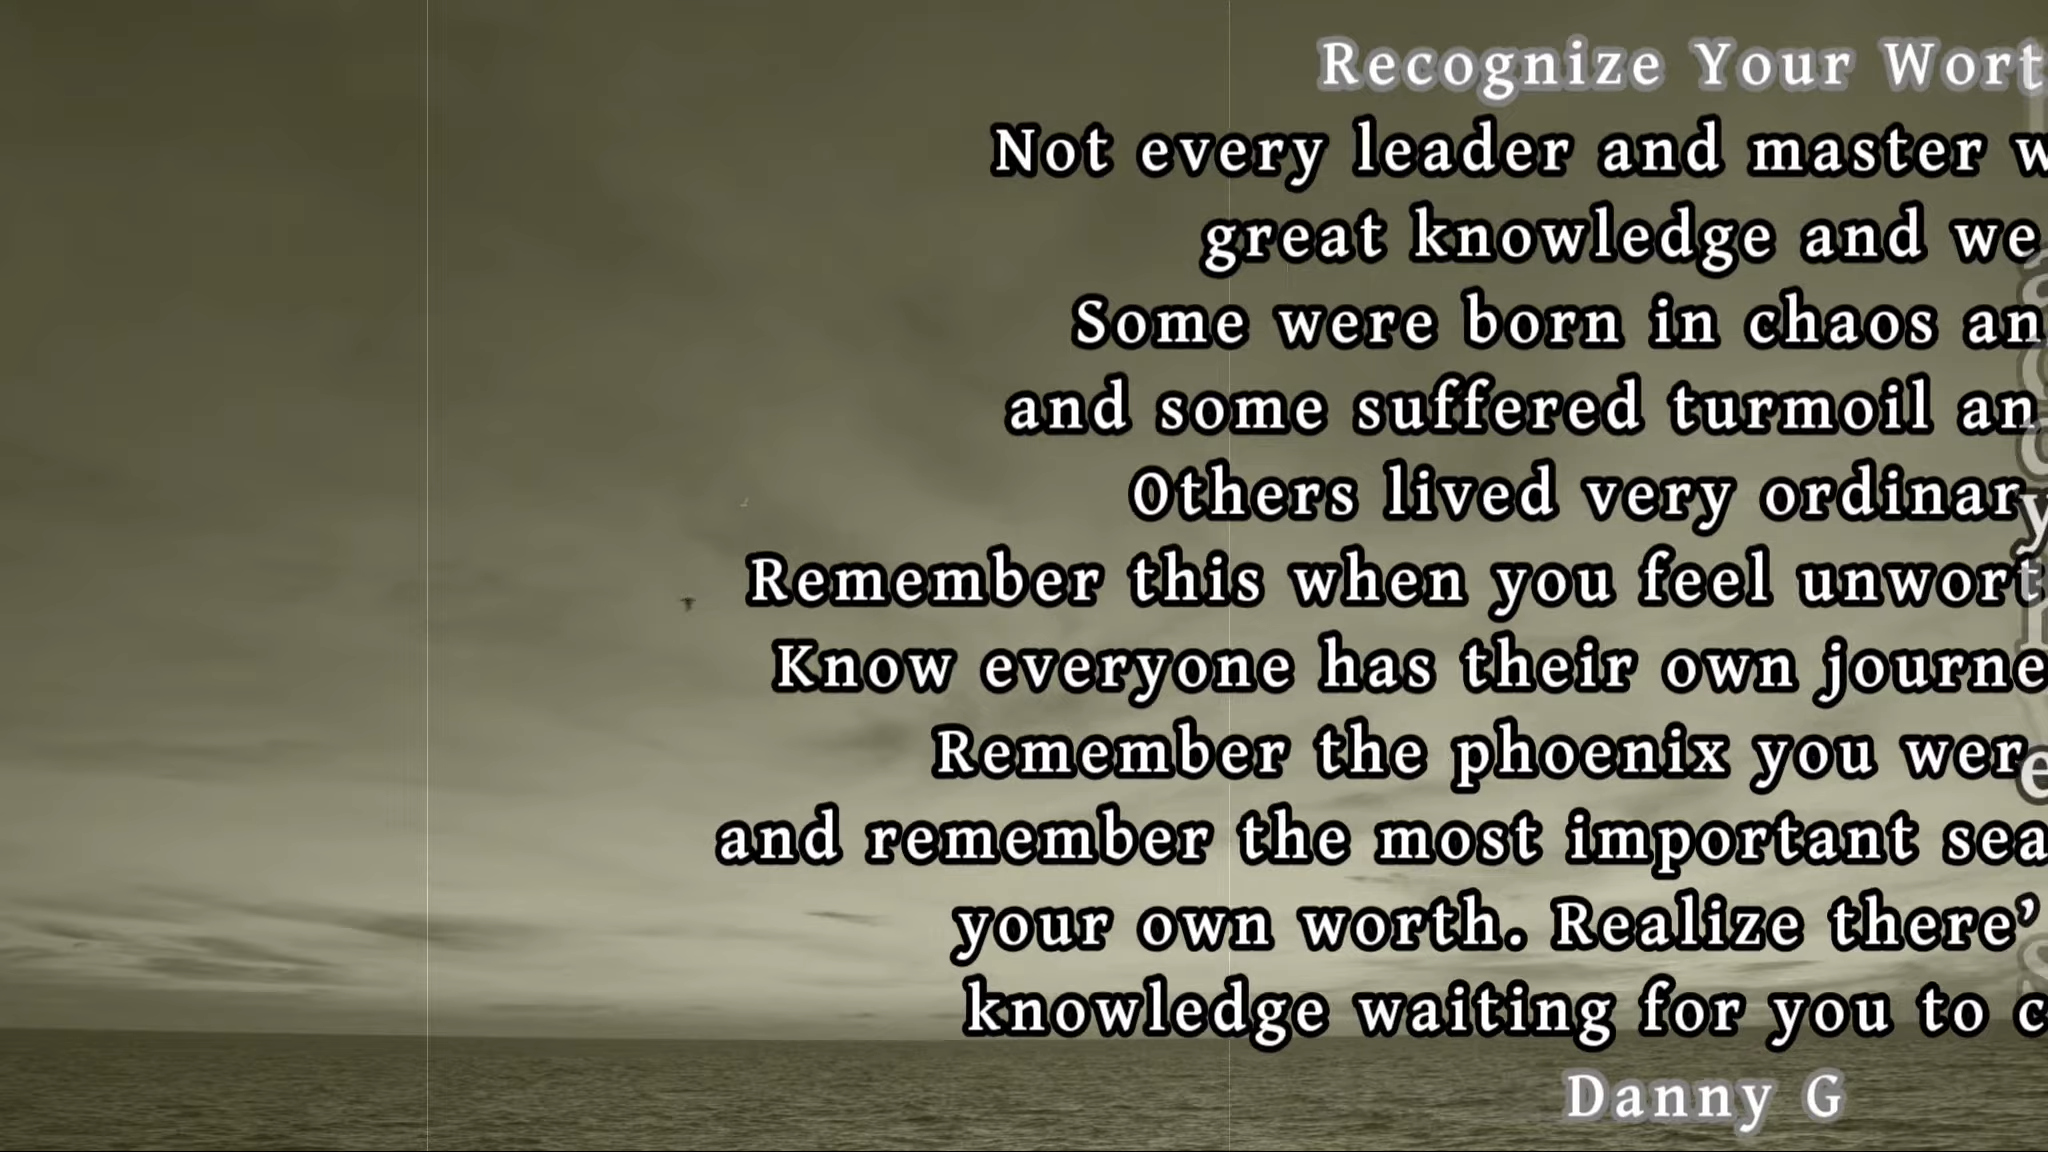 Recognize Your Wort
Not every leader and master w
great knowledge and we
Some were born in chaos an
and some suffered turmoil an
Others lived very ordinary
Remember this when you feel unwort
Know everyone has their own journe
Remember the phoenix you were
and remember the most important sea
your own worth. Realize there’
knowledge waiting for you to c
Danny G